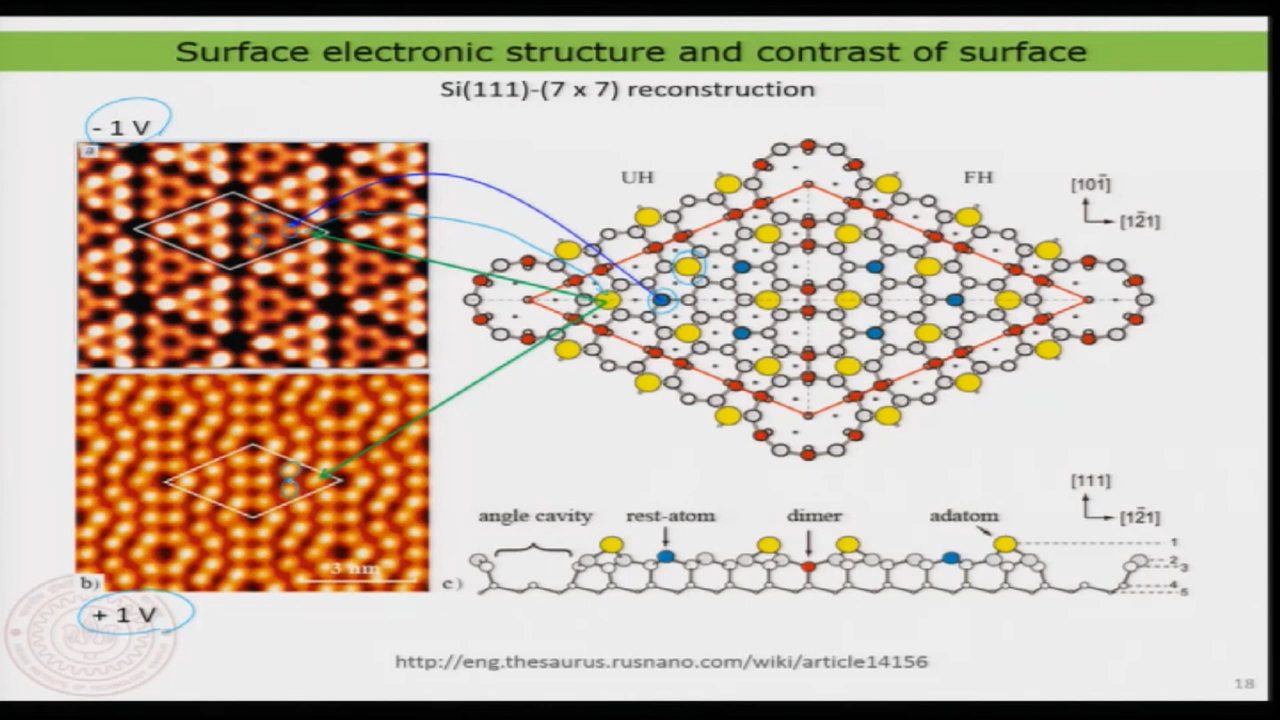 Surface electronic structure and contrast of surface
Si(111)-(7 x 7) reconstruction
- 1 V
a
UH
FH
[101̄]
[12̄1]
[111]
[12̄1]
angle cavity
rest-atom
dimer
adatom
1
2
3
4
5
3 nm
b)
c)
+ 1 V
http://eng.thesaurus.rusnano.com/wiki/article14156
18